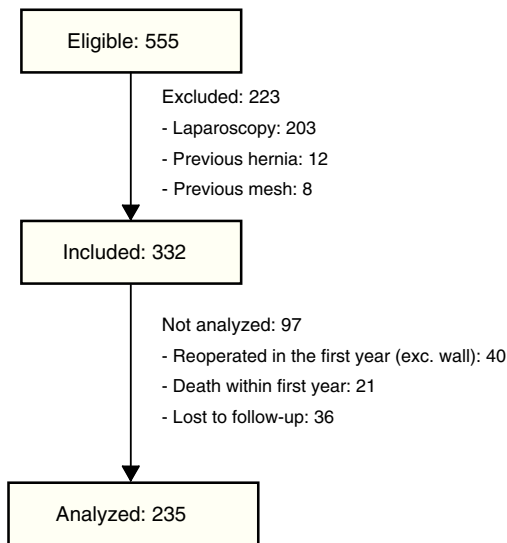 Eligible: 555
Excluded: 223
- Laparoscopy: 203
- Previous hernia: 12
- Previous mesh: 8
Included: 332
Not analyzed: 97
- Reoperated in the first year (exc. wall): 40
- Death within first year: 21
- Lost to follow-up: 36
Analyzed: 235